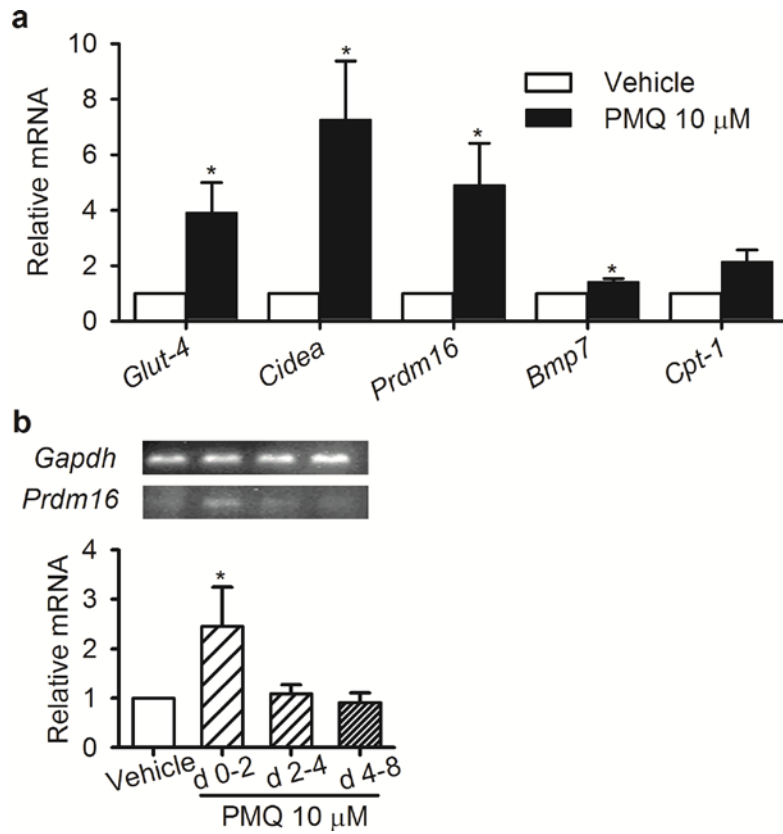 a
10
8
6
4
2
0
Relative mRNA
*
*
*
*
Vehicle
PMQ 10 μM
Glut-4
Cidea
Prdm16
Bmp7
Cpt-1
b
Gapdh
Prdm16
4
3
2
1
0
Relative mRNA
*
Vehicle
d 0-2
d 2-4
d 4-8
PMQ 10 μM